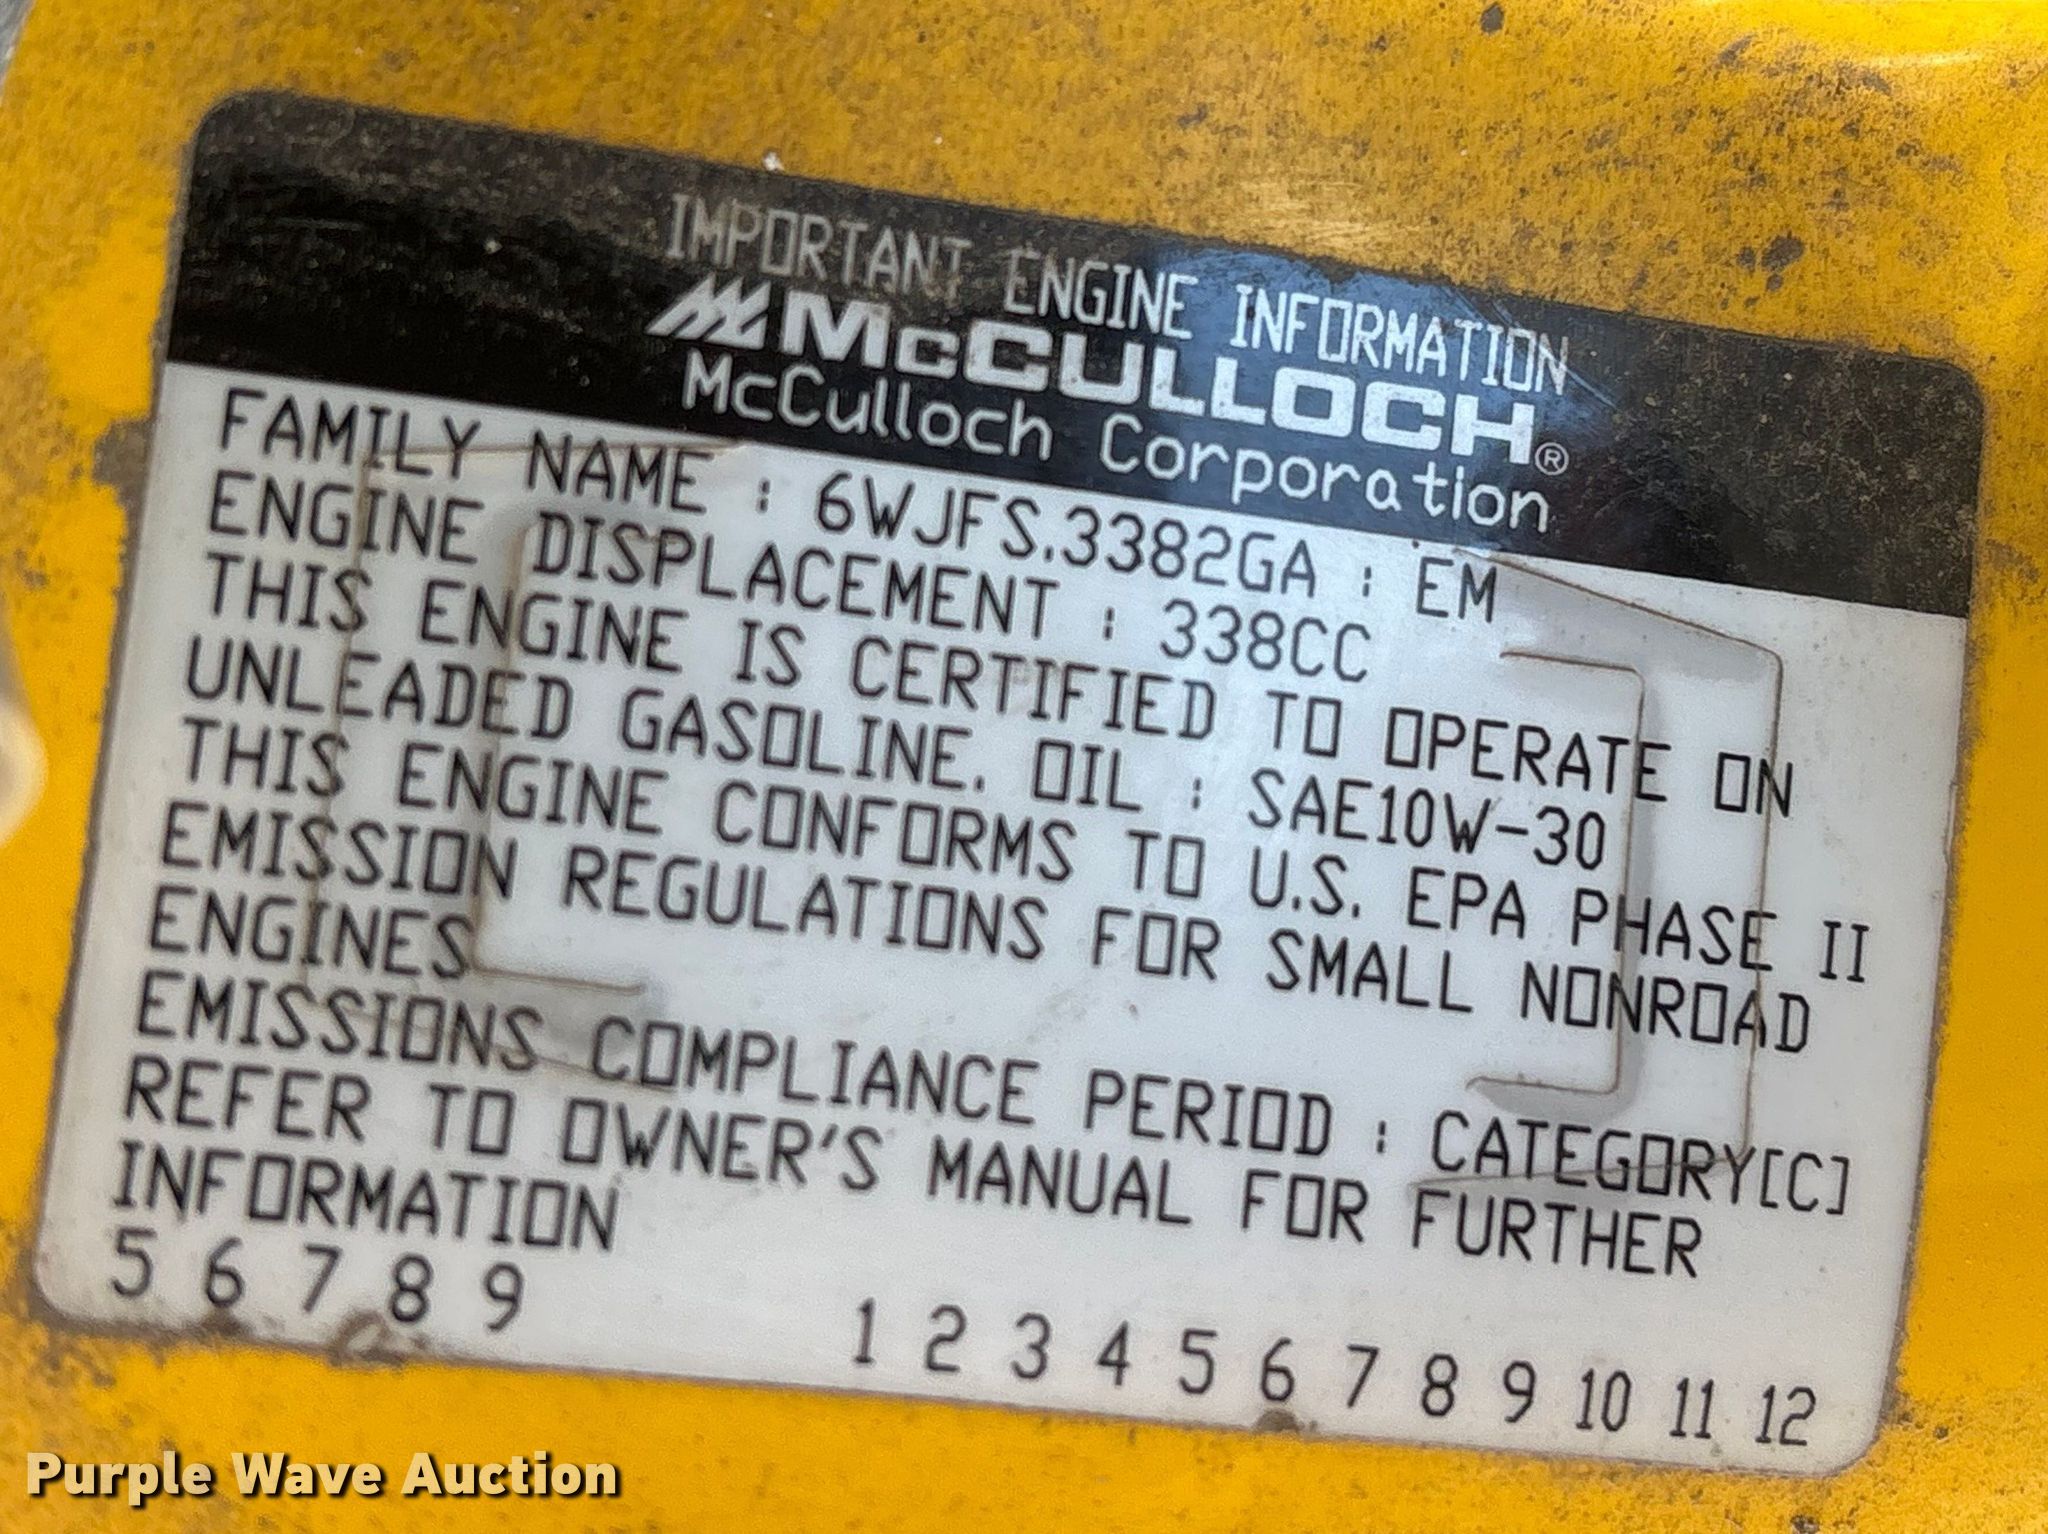 IMPORTANT ENGINE INFORMATION
McCULLOCH®
McCulloch Corporation
FAMILY NAME : 6WJFS.3382GA : EM
ENGINE DISPLACEMENT : 338CC
THIS ENGINE IS CERTIFIED TO OPERATE ON
UNLEADED GASOLINE. OIL : SAE10W-30
THIS ENGINE CONFORMS TO U.S. EPA PHASE II
EMISSION REGULATIONS FOR SMALL NONROAD
ENGINES
EMISSIONS COMPLIANCE PERIOD : CATEGORY[C]
REFER TO OWNER'S MANUAL FOR FURTHER
INFORMATION
5 6 7 8 9 1 2 3 4 5 6 7 8 9 10 11 12
Purple Wave Auction